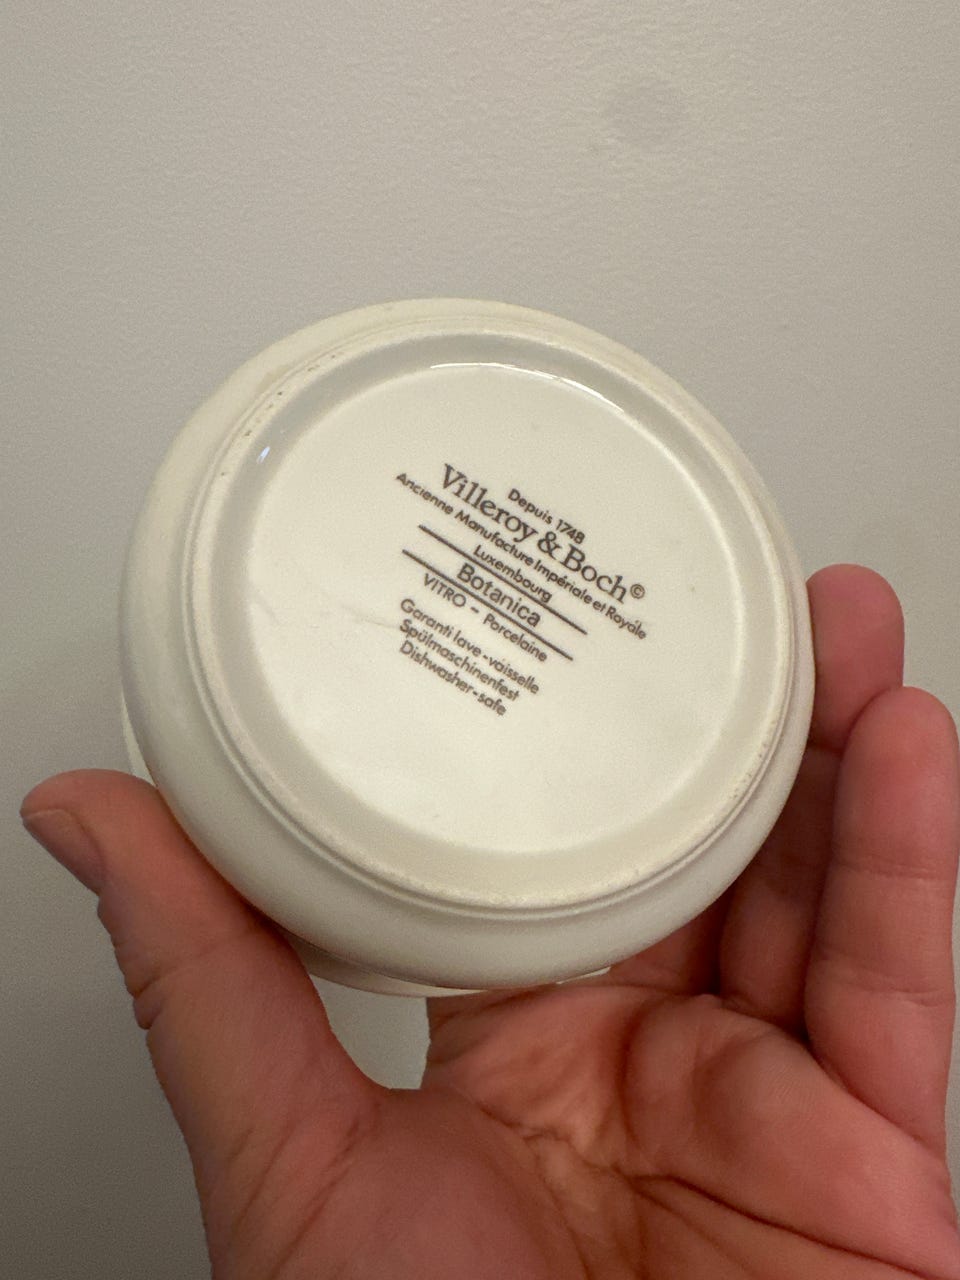 Depuis 1748
Villeroy & Boch©
Ancienne Manufacture Impériale et Royale
Luxembourg
Botanica
VITRO - Porcelaine
Garanti lave-vaisselle
Spülmaschinenfest
Dishwasher-safe